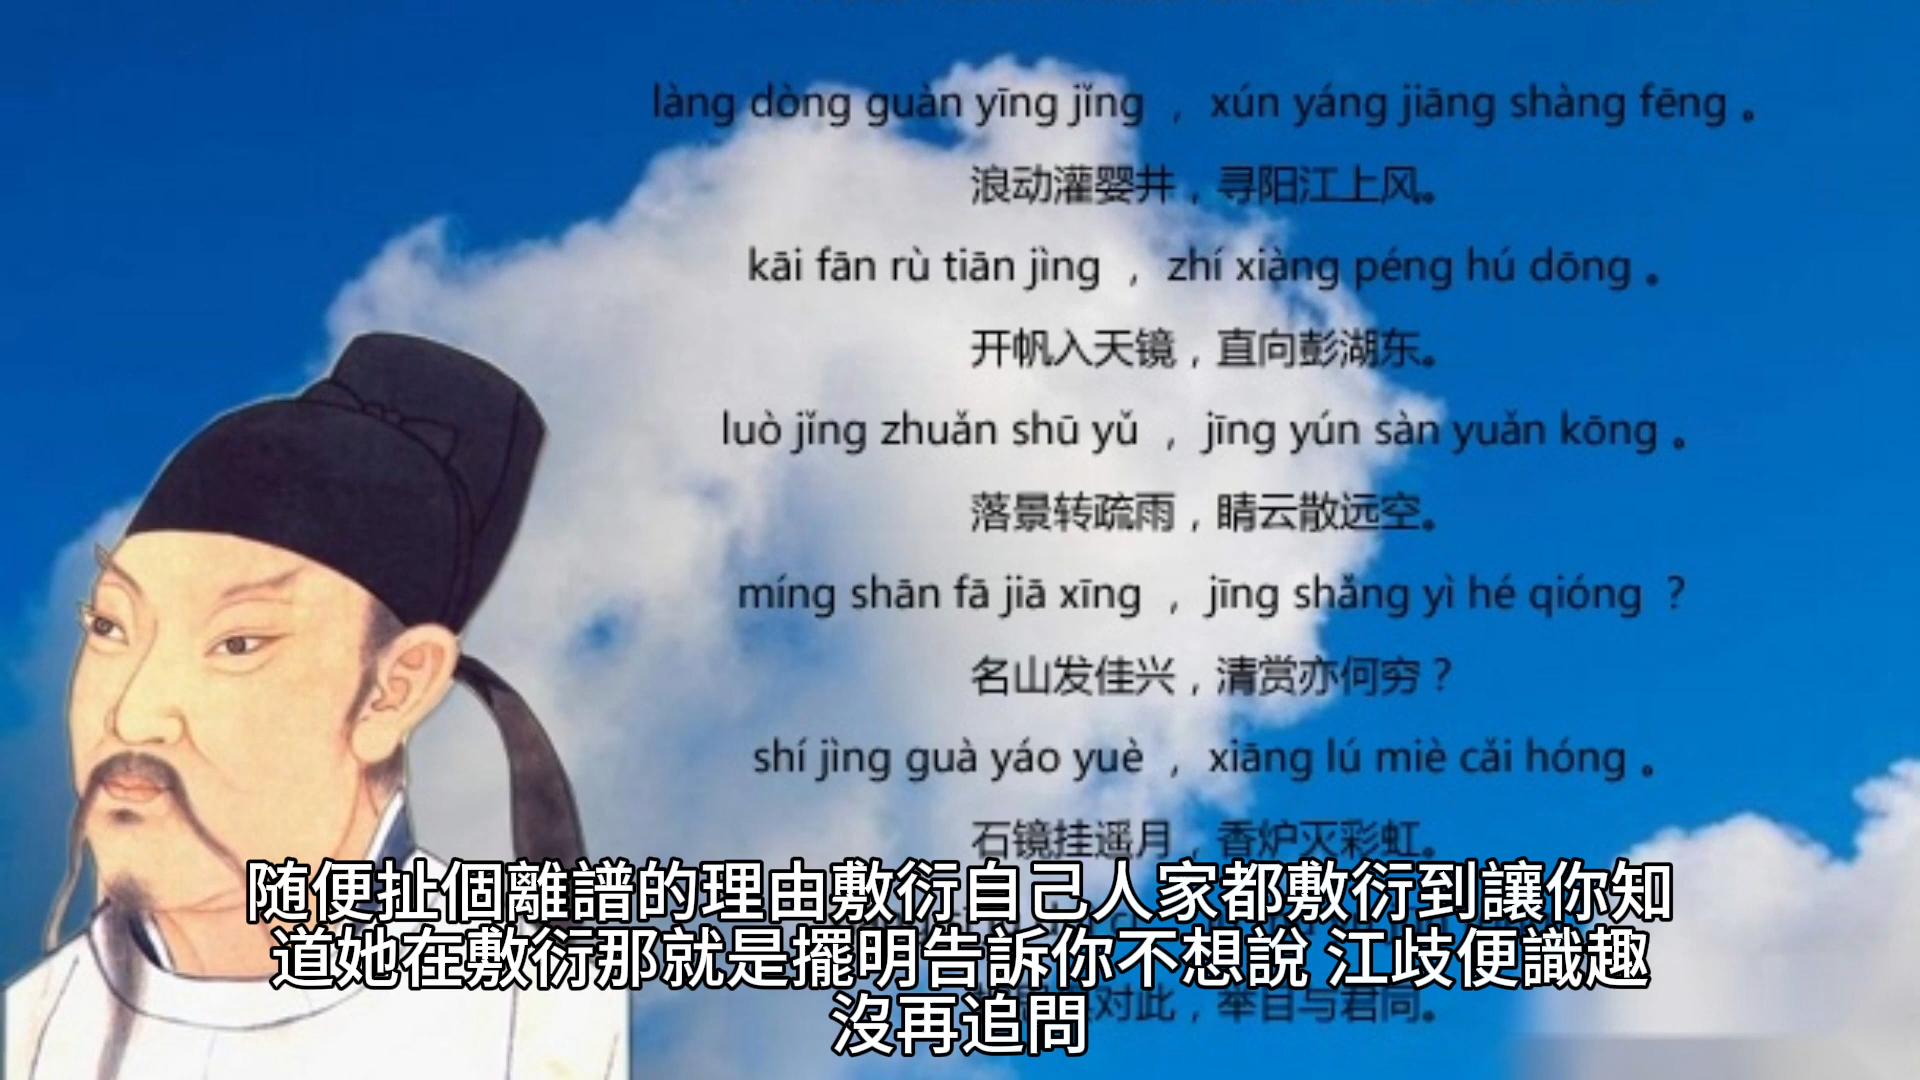 làng dòng guàn yīng jǐng ， xún yáng jiāng shàng fēng 。
浪动灌婴井，寻阳江上风。
kāi fān rù tiān jìng ， zhí xiàng péng hú dōng 。
开帆入天镜，直向彭湖东。
luò jǐng zhuǎn shū yǔ ， jīng yún sàn yuǎn kōng 。
落景转疏雨，晴云散远空。
míng shān fā jiā xīng ， jīng shǎng yì hé qióng ？
名山发佳兴，清赏亦何穷？
shí jìng guà yáo yuè ， xiāng lú miè cǎi hóng 。
石镜挂遥月，香炉灭彩虹。
对此，举目与君同。
随便扯個離譜的理由敷衍自己人家都敷衍到讓你知
道她在敷衍那就是擺明告訴你不想說 江歧便識趣
沒再追問